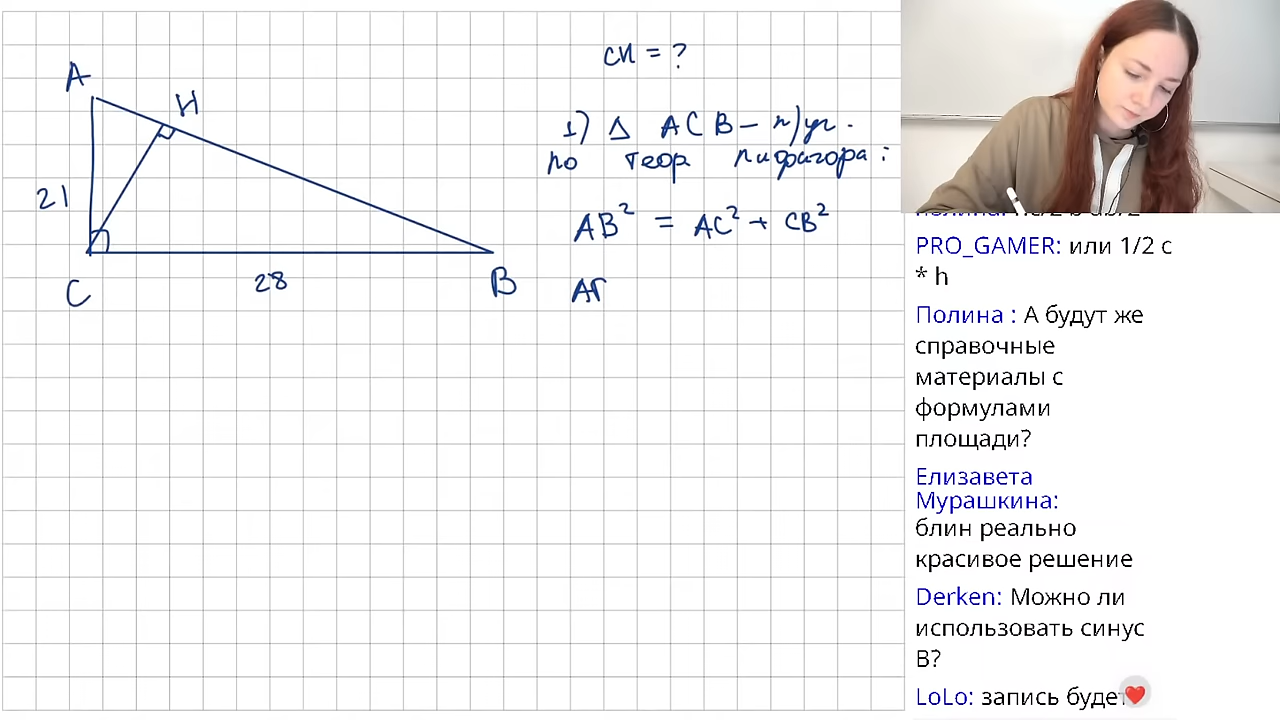 A
H
21
C
28
B
CH = ?
1) Δ ACB – п/уг.
по теор пифагора:
AB² = AC² + CB²
PRO_GAMER: или 1/2 с
* h
Полина : А будут же
справочные
материалы с
формулами
площади?
Елизавета
Мурашкина:
блин реально
красивое решение
Derken: Можно ли
использовать синус
В?
LoLo: запись будет